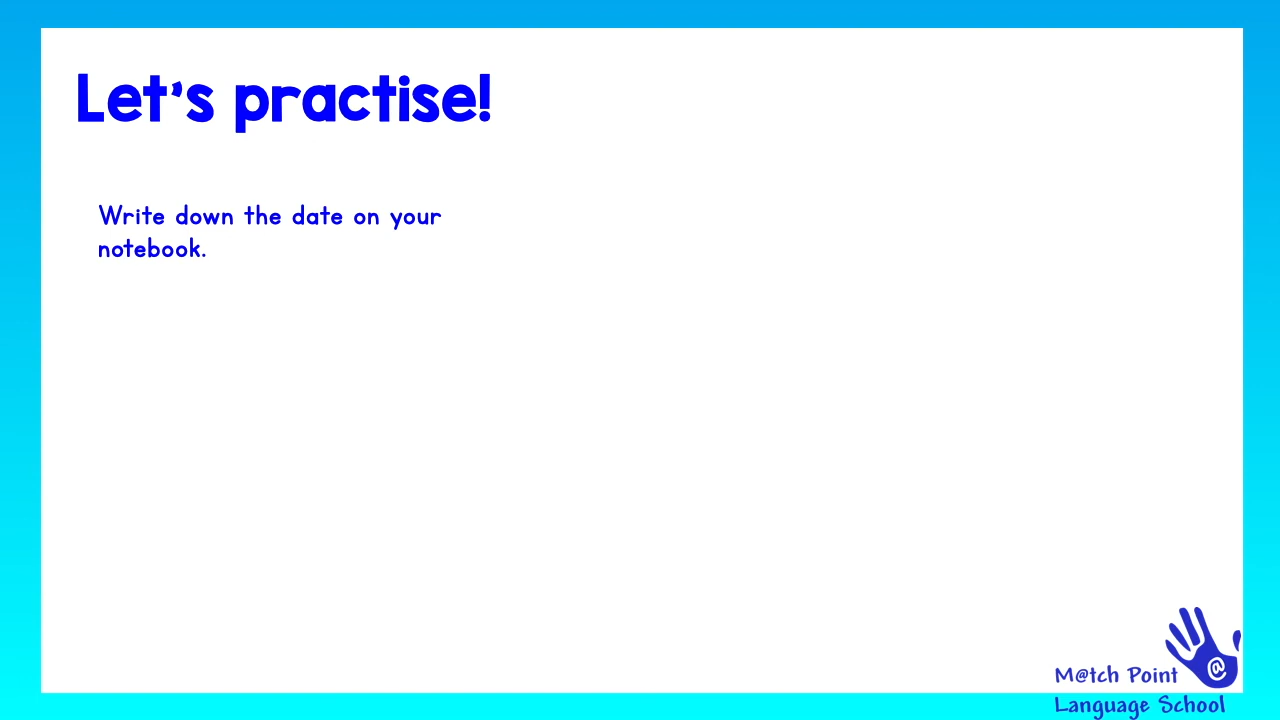 Let's practise!
Write down the date on your
notebook.
M@tch Point
@
Language School